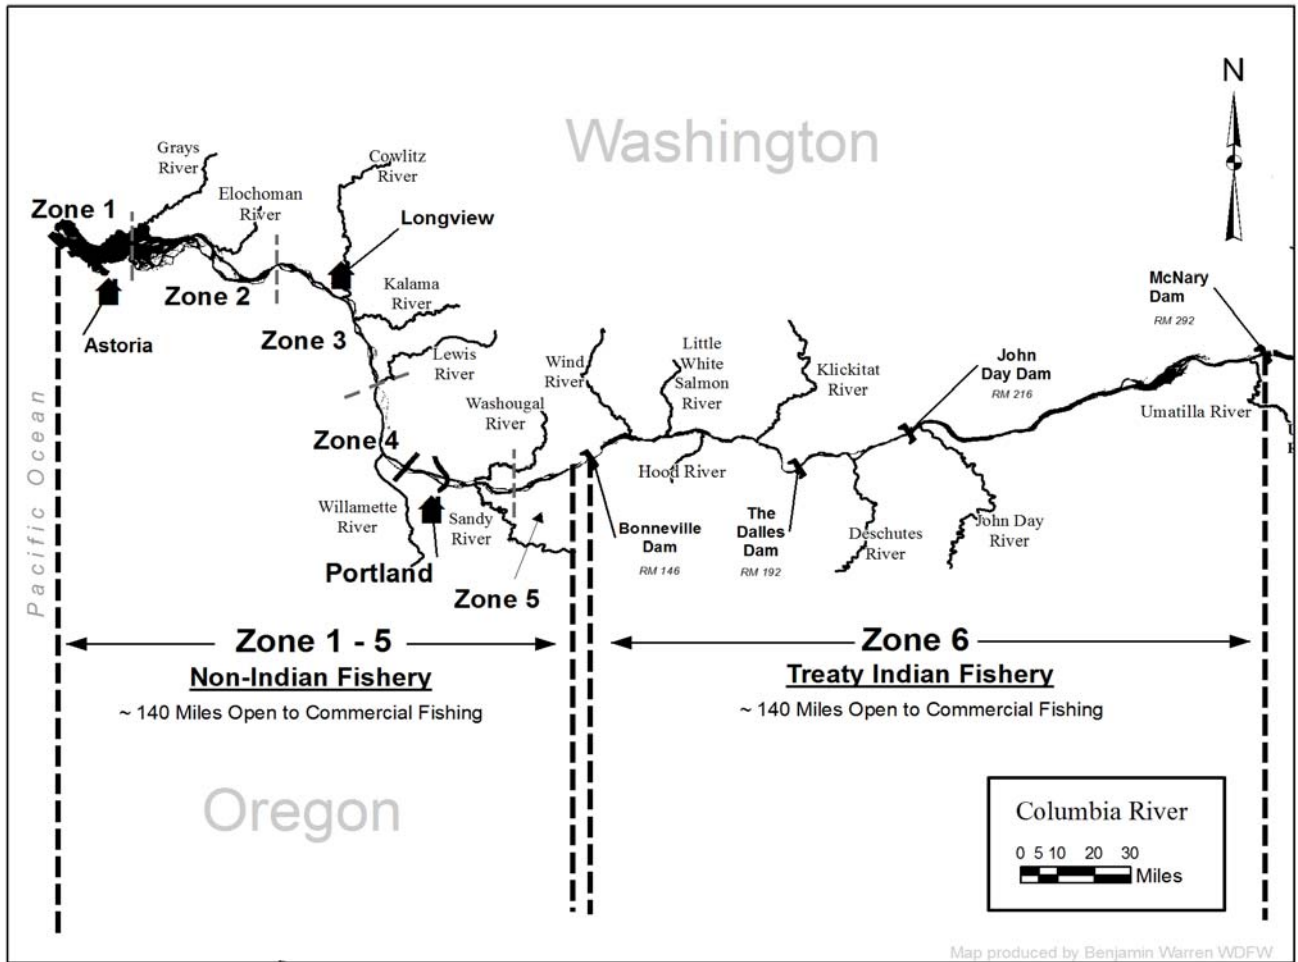 N
Washington
Grays
River
Cowlitz
River
Elochoman
River
Zone 1
Longview
Zone 2
Kalama
River
McNary
Dam
RM 292
Astoria
Zone 3
Lewis
River
Wind
River
Little
White
Salmon
River
Klickitat
River
John
Day Dam
RM 216
Umatilla River
Pacific Ocean
Washougal
River
Zone 4
Hood River
Willamette
River
Sandy
River
Bonneville
Dam
RM 146
The
Dalles
Dam
RM 192
Deschutes
River
John Day
River
Portland
Zone 5
Zone 1 - 5
Non-Indian Fishery
~ 140 Miles Open to Commercial Fishing
Zone 6
Treaty Indian Fishery
~ 140 Miles Open to Commercial Fishing
Oregon
Columbia River
0 5 10 20 30
Miles
Map produced by Benjamin Warren WDFW